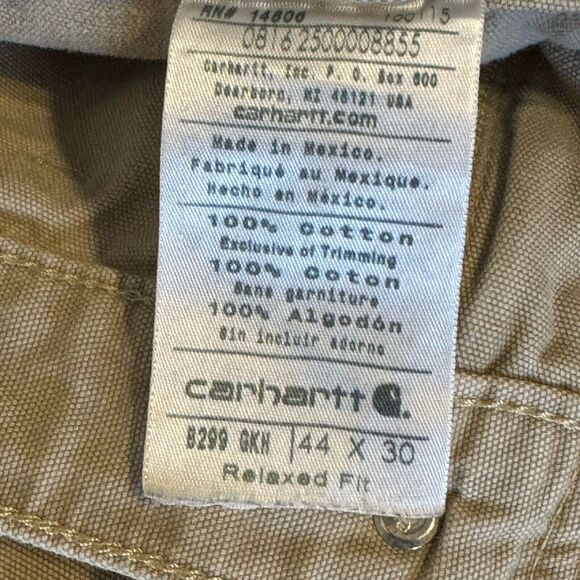 RN# 14806
0816 2500008855
Carhartt, Inc. P. O. Box 600
Dearborn, MI 48121 USA
carhartt.com
Made in Mexico.
Fabriqué au Mexique.
Hecho en México.
100% Cotton
Exclusive of Trimming
100% Coton
Sans garniture
100% Algodón
Sin incluir adorno
carhartt
B299 GKH 44 X 30
Relaxed Fit